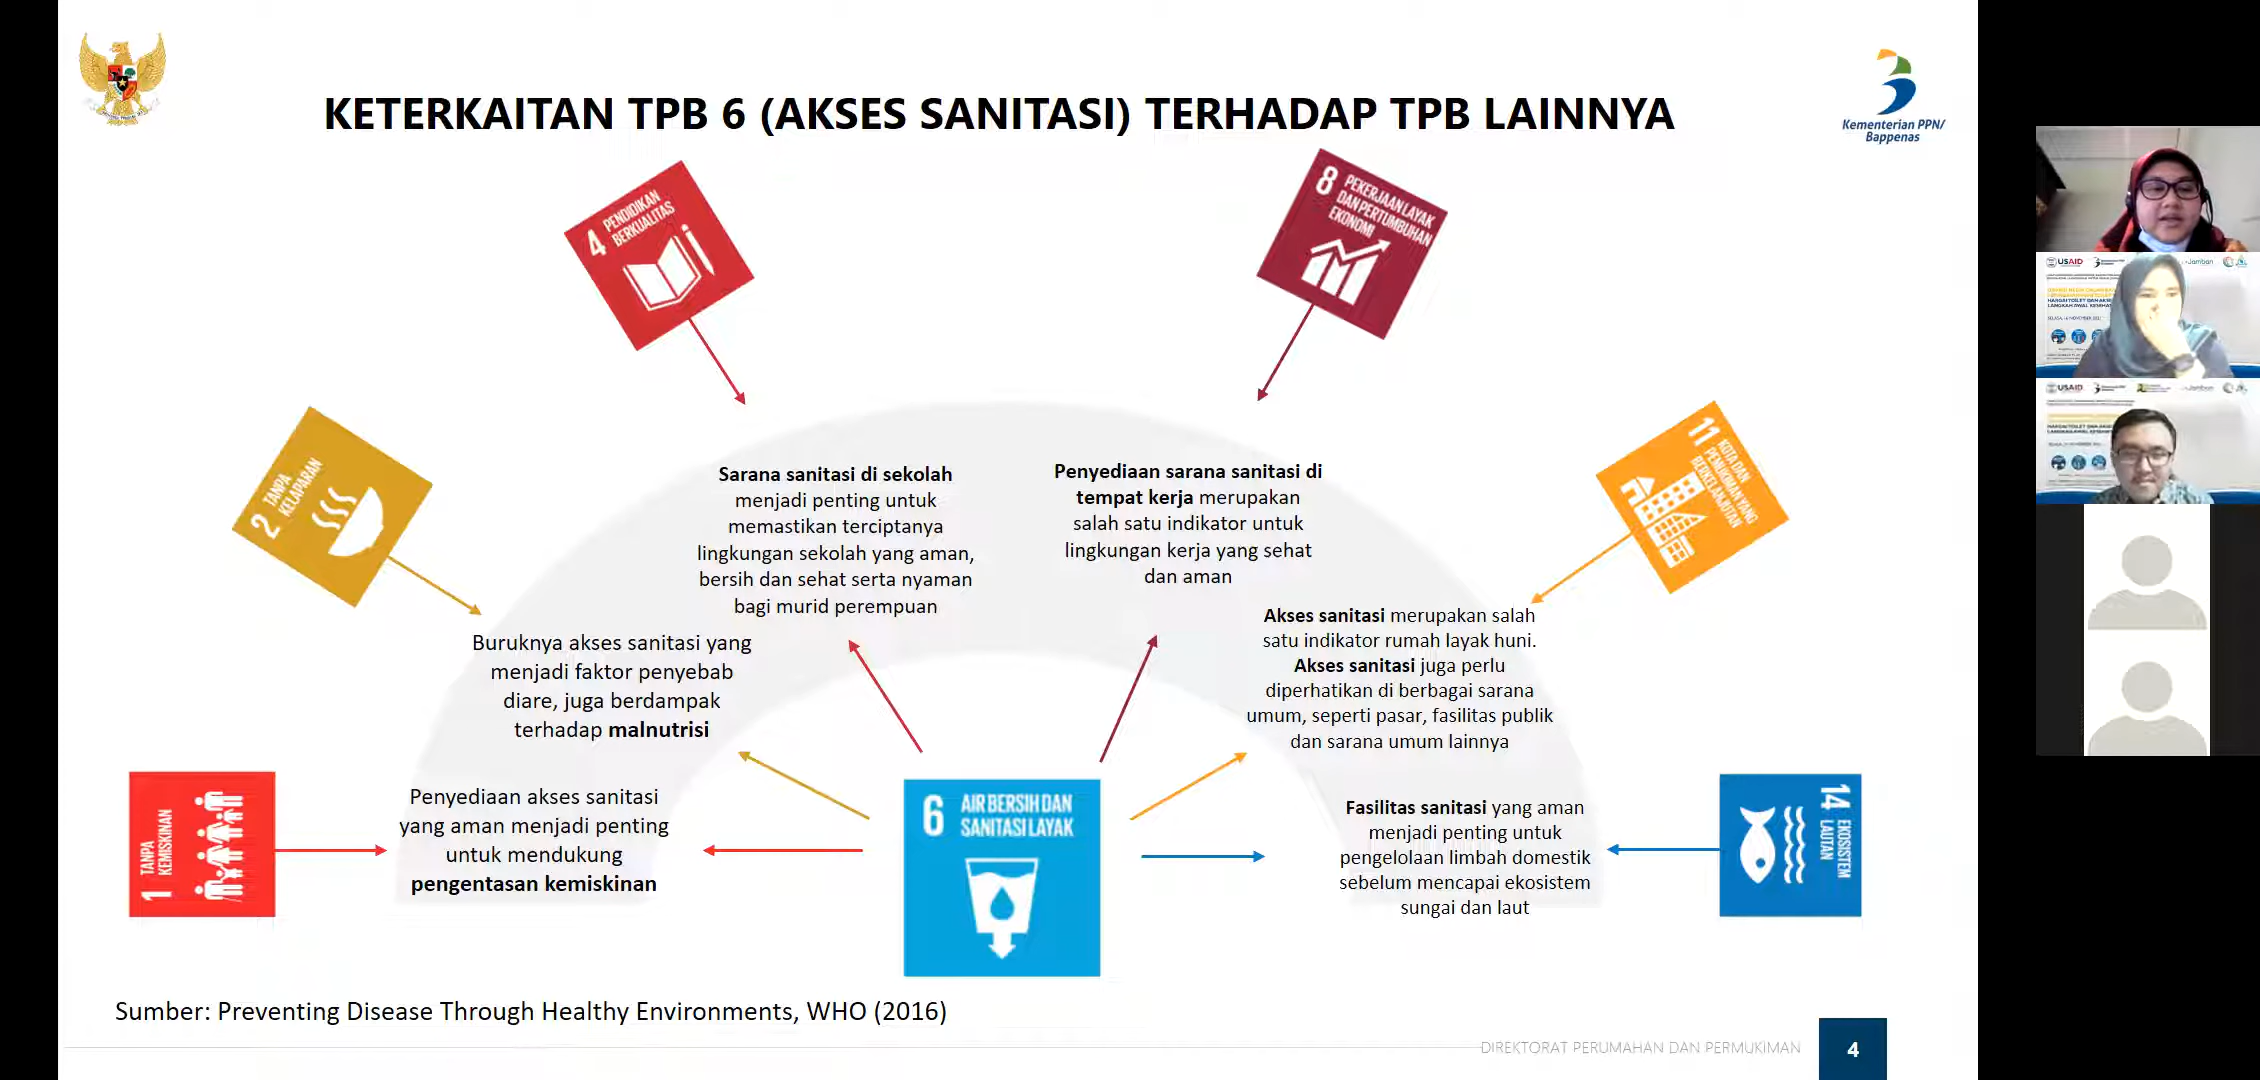 KETERKAITAN TPB 6 (AKSES SANITASI) TERHADAP TPB LAINNYA
Kementerian PPN/
Bappenas
4 PENDIDIKAN
BERKUALITAS
8 PEKERJAAN LAYAK
DAN PERTUMBUHAN
EKONOMI
2 TANPA
KELAPARAN
11 KOTA DAN
PEMUKIMAN YANG
BERKELANJUTAN
Sarana sanitasi di sekolah
menjadi penting untuk
memastikan terciptanya
lingkungan sekolah yang aman,
bersih dan sehat serta nyaman
bagi murid perempuan
Penyediaan sarana sanitasi di
tempat kerja merupakan
salah satu indikator untuk
lingkungan kerja yang sehat
dan aman
Buruknya akses sanitasi yang
menjadi faktor penyebab
diare, juga berdampak
terhadap malnutrisi
Akses sanitasi merupakan salah
satu indikator rumah layak huni.
Akses sanitasi juga perlu
diperhatikan di berbagai sarana
umum, seperti pasar, fasilitas publik
dan sarana umum lainnya
1 TANPA
KEMISKINAN
Penyediaan akses sanitasi
yang aman menjadi penting
untuk mendukung
pengentasan kemiskinan
6 AIR BERSIH DAN
SANITASI LAYAK
Fasilitas sanitasi yang aman
menjadi penting untuk
pengelolaan limbah domestik
sebelum mencapai ekosistem
sungai dan laut
14 EKOSISTEM
LAUTAN
Sumber: Preventing Disease Through Healthy Environments, WHO (2016)
DIREKTORAT PERUMAHAN DAN PERMUKIMAN
4
USAID
Jamban
USAID
Jamban